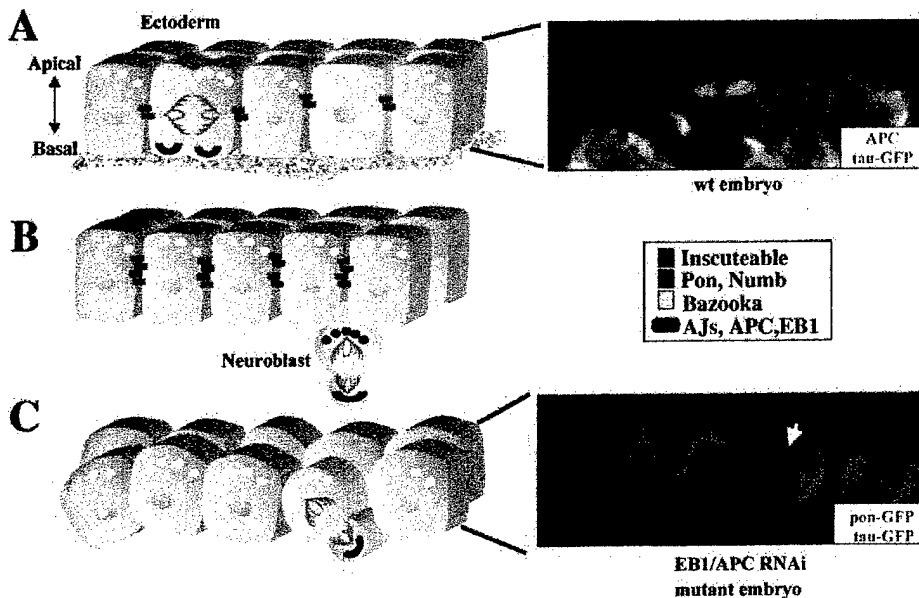 A
Ectoderm
Apical
Basal
APC
tau-GFP
wt embryo
B
Inscuteable
Pon, Numb
Bazooka
AJs, APC,EB1
Neuroblast
C
pon-GFP
tau-GFP
EB1/APC RNAi
mutant embryo